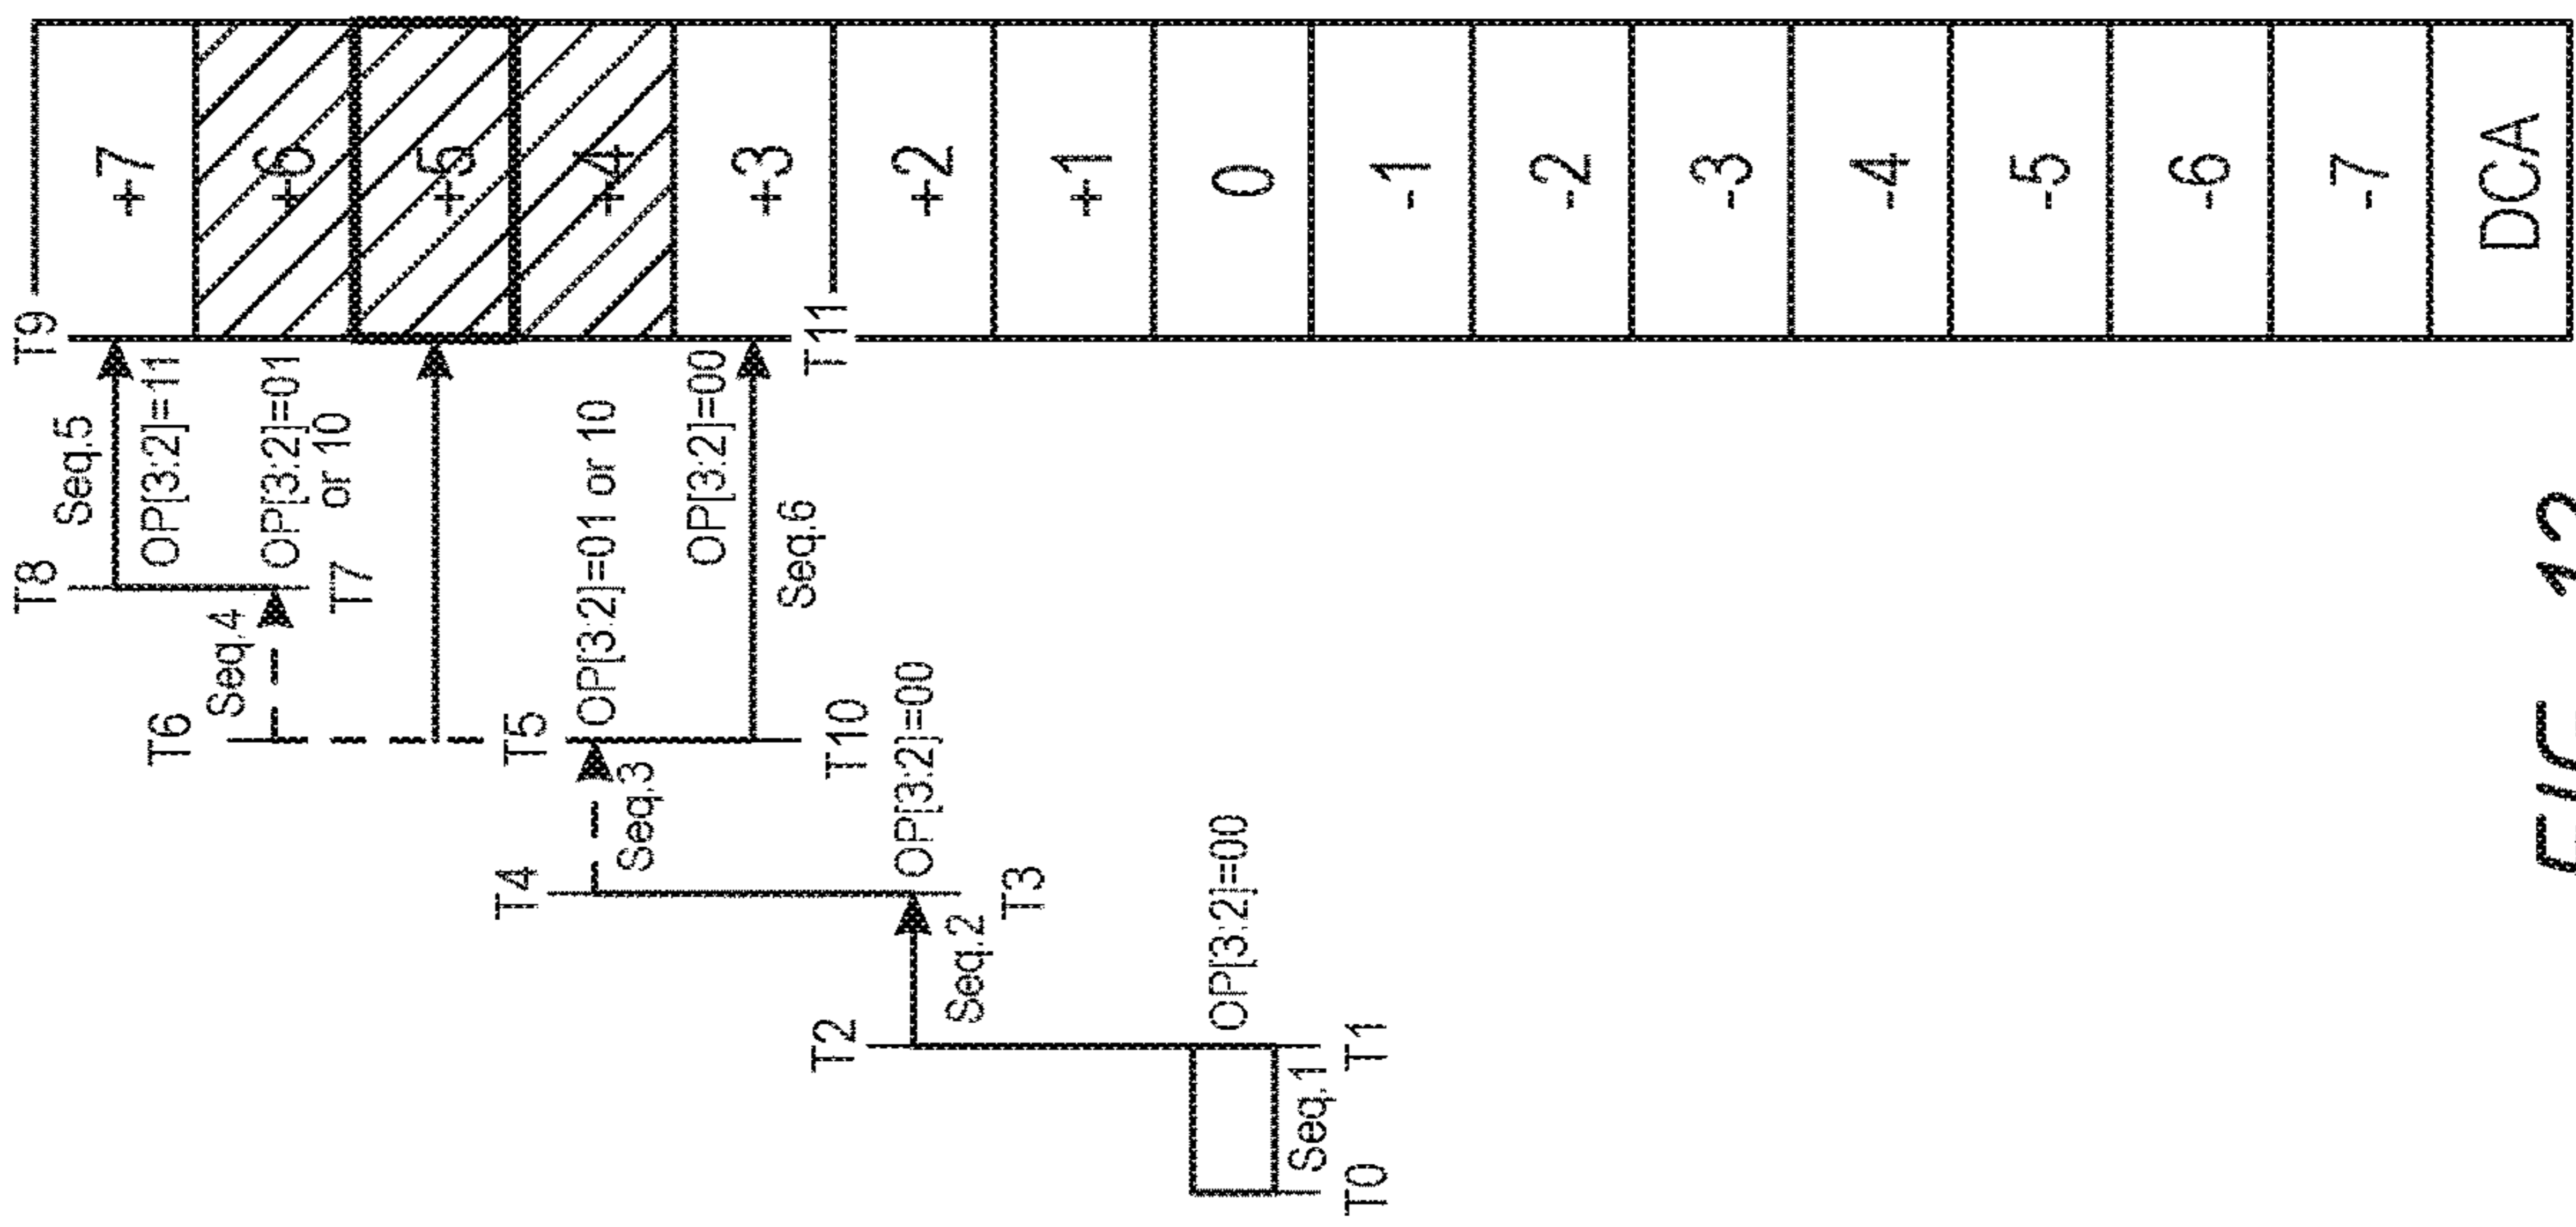 T9
+7
+6
+5
+4
+3
+2
+1
0
-1
-2
-3
-4
-5
-6
-7
DCA
T11
T8
Seq.5
OP[3:2]=11
OP[3:2]=01
or 10
T7
T6
Seq.4
T5
OP[3:2]=01 or 10
OP[3:2]=00
Seq.6
T10
T4
Seq.3
OP[3:2]=00
T3
T2
Seq.2
OP[3:2]=00
T1
Seq.1
T0